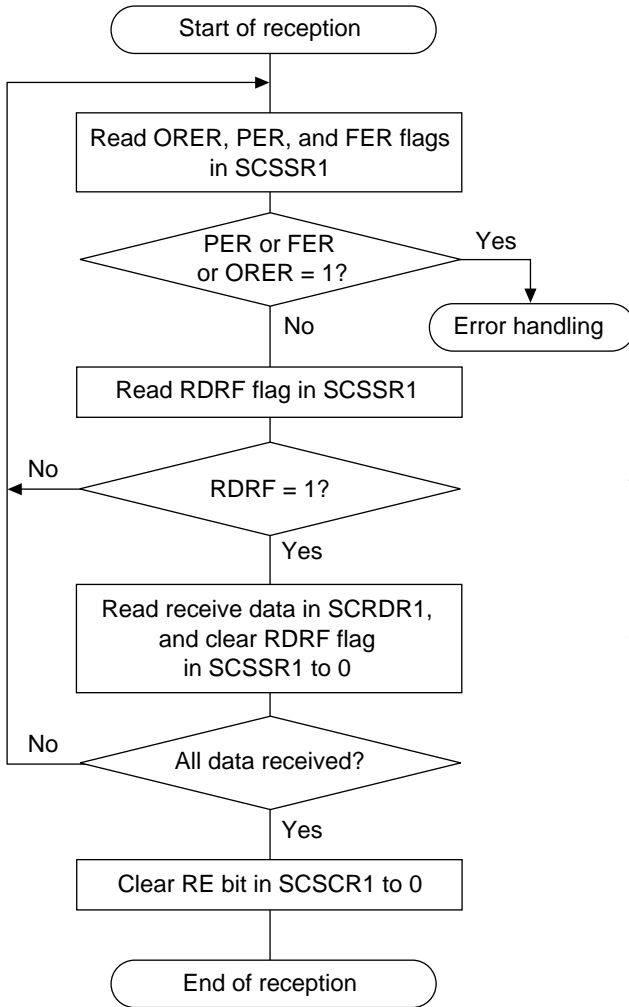 Start of reception
Read ORER, PER, and FER flags
in SCSSR1
PER or FER
or ORER = 1?
Yes
No
Error handling
Read RDRF flag in SCSSR1
No
RDRF = 1?
Yes
Read receive data in SCRDR1,
and clear RDRF flag
in SCSSR1 to 0
No
All data received?
Yes
Clear RE bit in SCSCR1 to 0
End of reception